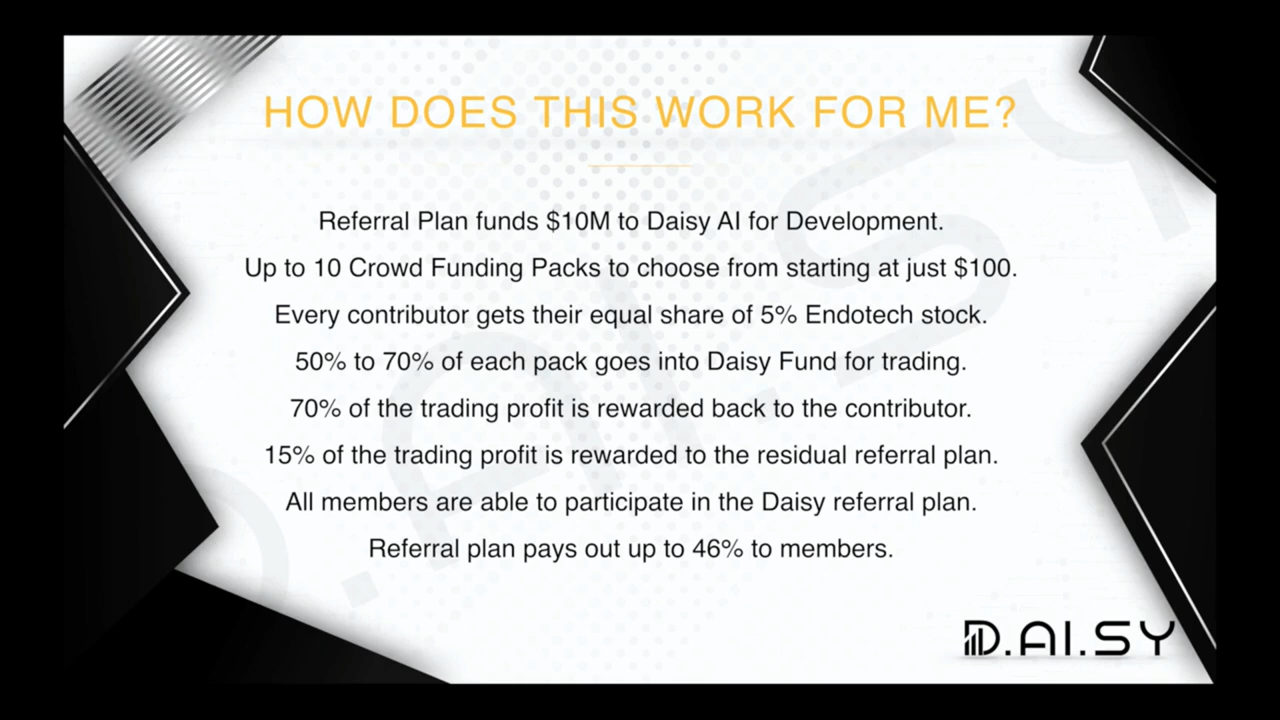 HOW DOES THIS WORK FOR ME?
Referral Plan funds $10M to Daisy AI for Development.
Up to 10 Crowd Funding Packs to choose from starting at just $100.
Every contributor gets their equal share of 5% Endotech stock.
50% to 70% of each pack goes into Daisy Fund for trading.
70% of the trading profit is rewarded back to the contributor.
15% of the trading profit is rewarded to the residual referral plan.
All members are able to participate in the Daisy referral plan.
Referral plan pays out up to 46% to members.
D.AI.SY
D.AI.SY